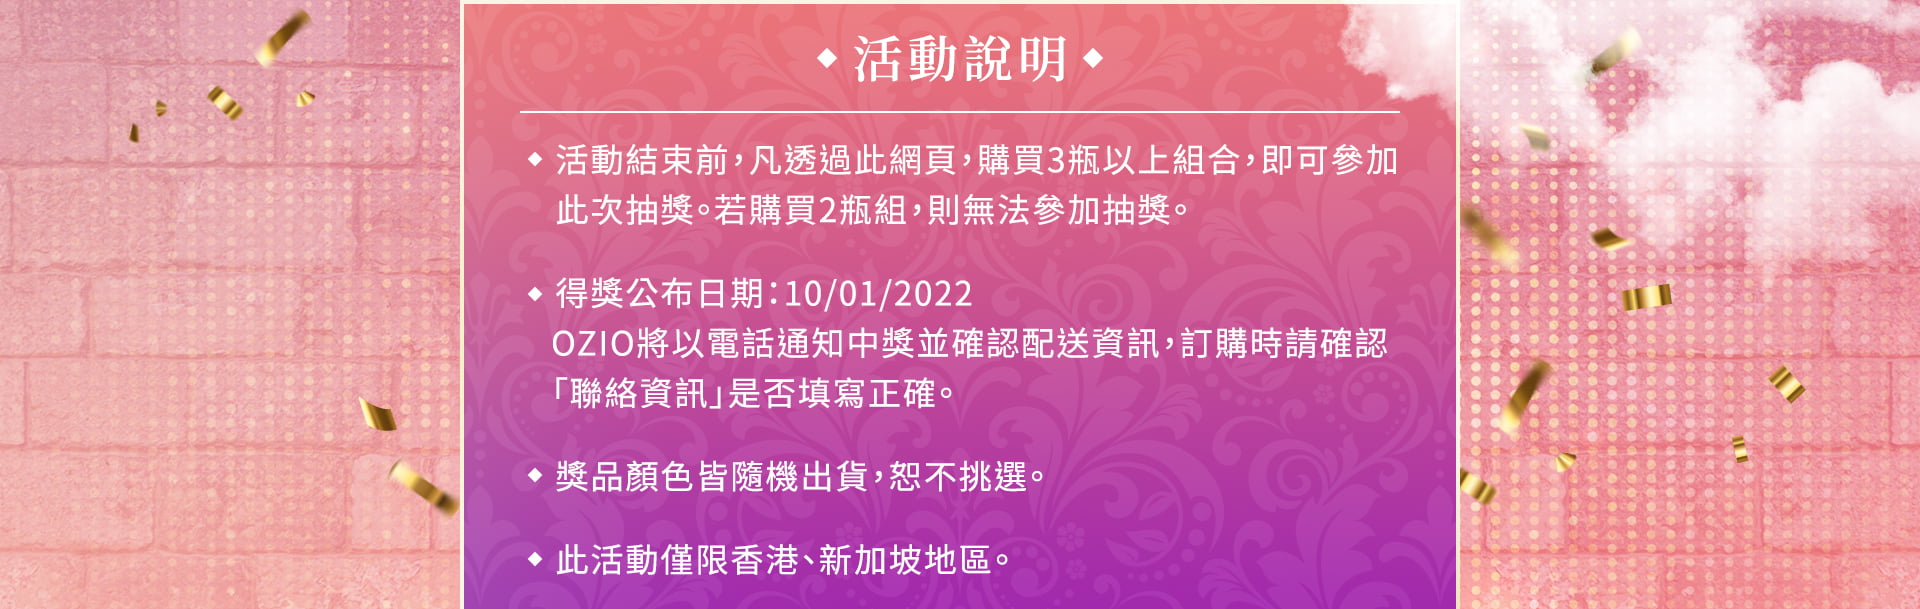 ◆活動說明◆
◆ 活動結束前，凡透過此網頁，購買3瓶以上組合，即可參加
此次抽獎。若購買2瓶組，則無法參加抽獎。
◆ 得獎公布日期：10/01/2022
OZIO將以電話通知中獎並確認配送資訊，訂購時請確認
「聯絡資訊」是否填寫正確。
◆ 獎品顏色皆隨機出貨，恕不挑選。
◆ 此活動僅限香港、新加坡地區。